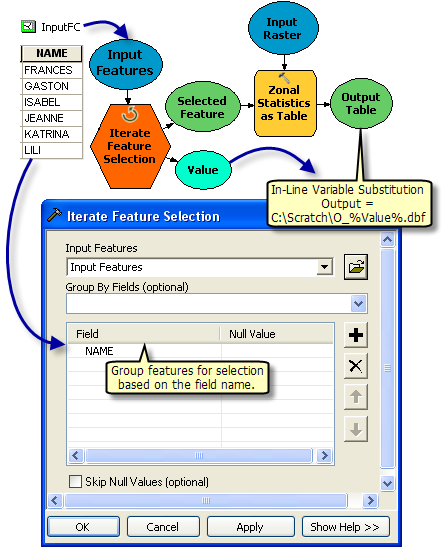 InputFC
NAME
FRANCES
GASTON
ISABEL
JEANNE
KATRINA
LILI
Input
Features
Input
Raster
Iterate
Feature
Selection
Selected
Feature
Value
Zonal
Statistics
as Table
Output
Table
In-Line Variable Substitution
Output =
C:\Scratch\O_%Value%.dbf
Iterate Feature Selection
Input Features
Input Features
Group By Fields (optional)
Field
Null Value
NAME
Group features for selection
based on the field name.
Skip Null Values (optional)
OK
Cancel
Apply
Show Help >>